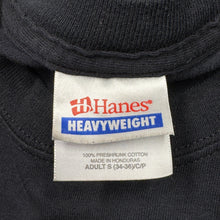 Hanes®
HEAVYWEIGHT
100% PRESHRUNK COTTON
MADE IN HONDURAS
ADULT S (34-36)/C/P